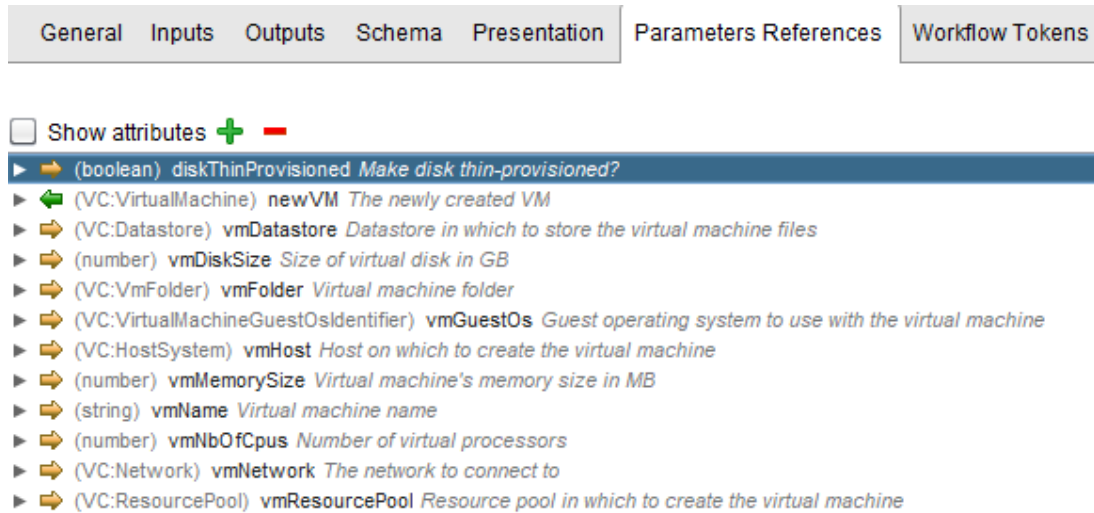 General Inputs Outputs Schema Presentation Parameters References Workflow Tokens
Show attributes
(boolean) diskThinProvisioned Make disk thin-provisioned?
(VC:VirtualMachine) newVM The newly created VM
(VC:Datastore) vmDatastore Datastore in which to store the virtual machine files
(number) vmDiskSize Size of virtual disk in GB
(VC:VmFolder) vmFolder Virtual machine folder
(VC:VirtualMachineGuestOsIdentifier) vmGuestOs Guest operating system to use with the virtual machine
(VC:HostSystem) vmHost Host on which to create the virtual machine
(number) vmMemorySize Virtual machine's memory size in MB
(string) vmName Virtual machine name
(number) vmNbOfCpus Number of virtual processors
(VC:Network) vmNetwork The network to connect to
(VC:ResourcePool) vmResourcePool Resource pool in which to create the virtual machine